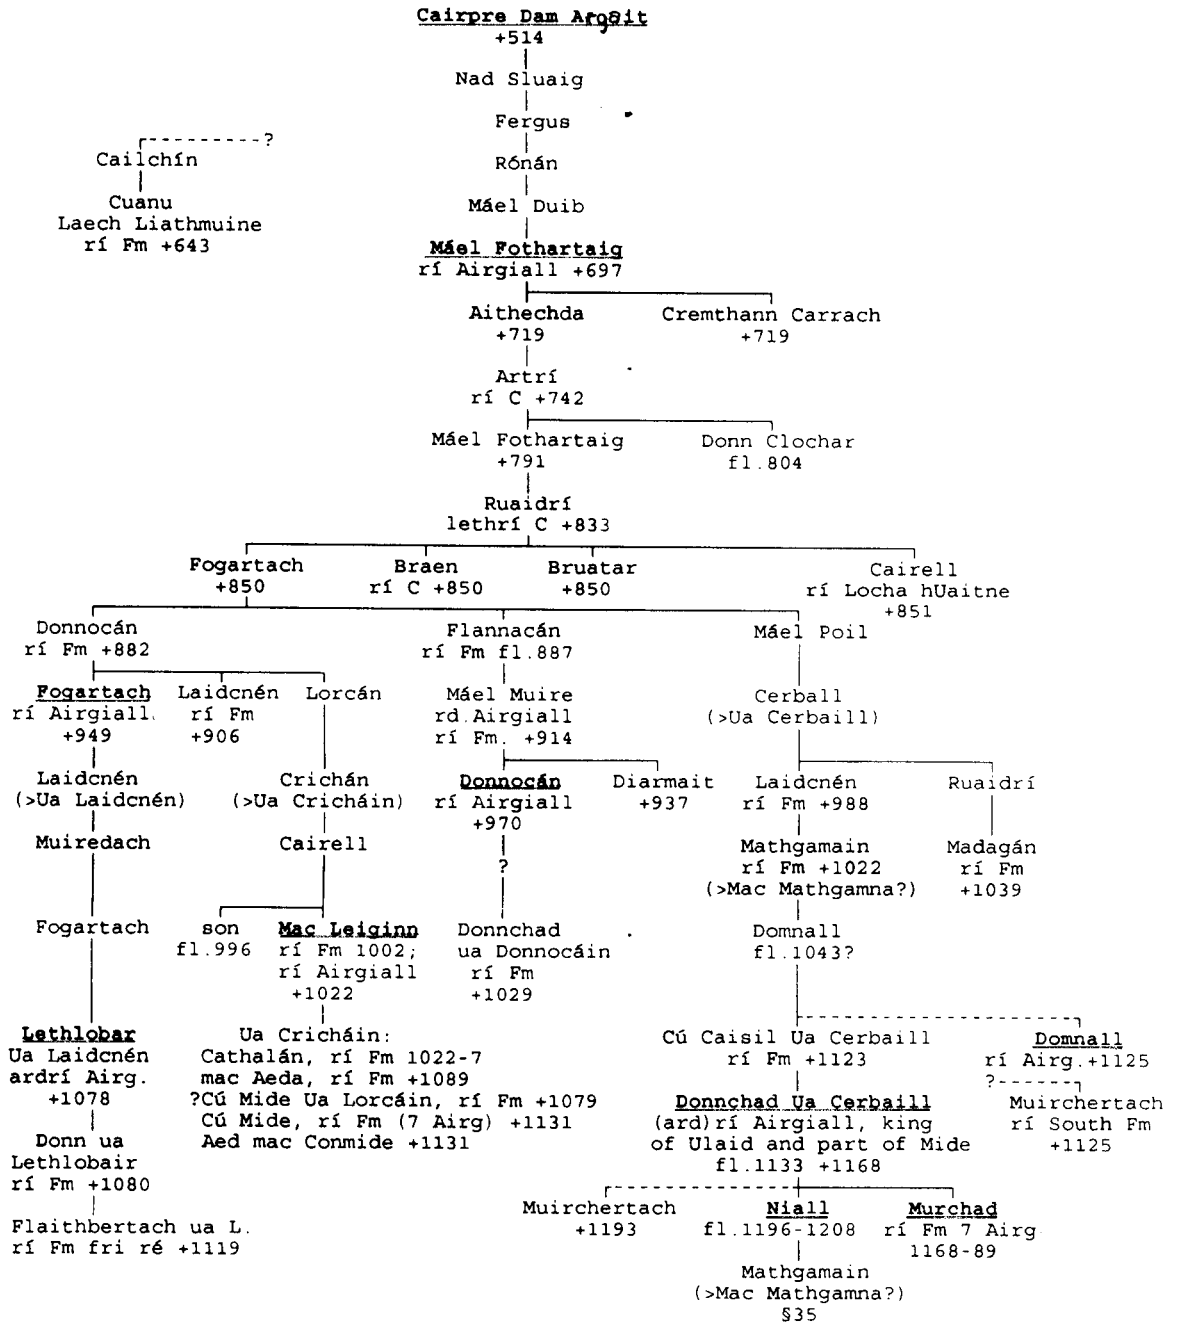 Cairpre Dam Argait
+514
Nad Sluaig
Fergus
?
Cailchín
Rónán
Cuanu
Laech Liathmuine
rí Fm +643
Máel Duib
Máel Fothartaig
rí Airgiall +697
Aithechda
+719
Cremthann Carrach
+719
Artrí
rí C +742
Máel Fothartaig
+791
Donn Clochar
fl.804
Ruaidrí
lethrí C +833
Fogartach
+850
Braen
rí C +850
Bruatar
+850
Cairell
rí Locha hUaitne
+851
Donnocán
rí Fm +882
Flannacán
rí Fm fl.887
Máel Poil
Fogartach
rí Airgiall.
+949
Laidcnén
rí Fm
+906
Lorcán
Máel Muire
rd.Airgiall
rí Fm. +914
Cerball
(>Ua Cerbaill)
Laidcnén
(>Ua Laidcnén)
Crichán
(>Ua Cricháin)
Donnocán
rí Airgiall
+970
Diarmait
+937
Laidcnén
rí Fm +988
Ruaidrí
Muiredach
Cairell
?
Mathgamain
rí Fm +1022
(>Mac Mathgamna?)
Madagán
rí Fm
+1039
Fogartach
son
fl.996
Mac Leiginn
rí Fm 1002;
rí Airgiall
+1022
Donnchad
ua Donnocáin
rí Fm
+1029
Domnall
fl.1043?
Lethlobar
Ua Laidcnén
ardrí Airg.
+1078
Ua Cricháin:
Cathalán, rí Fm 1022-7
mac Aeda, rí Fm +1089
?Cú Mide Ua Lorcáin, rí Fm +1079
Cú Mide, rí Fm (7 Airg) +1131
Aed mac Conmide +1131
Cú Caisil Ua Cerbaill
rí Fm +1123
Domnall
rí Airg.+1125
?
Muirchertach
rí South Fm
+1125
Donnchad Ua Cerbaill
(ard)rí Airgiall, king
of Ulaid and part of Mide
fl.1133 +1168
Donn ua
Lethlobair
rí Fm +1080
Flaithbertach ua L.
rí Fm fri ré +1119
Muirchertach
+1193
Niall
fl.1196-1208
Murchad
rí Fm 7 Airg
1168-89
Mathgamain
(>Mac Mathgamna?)
§35